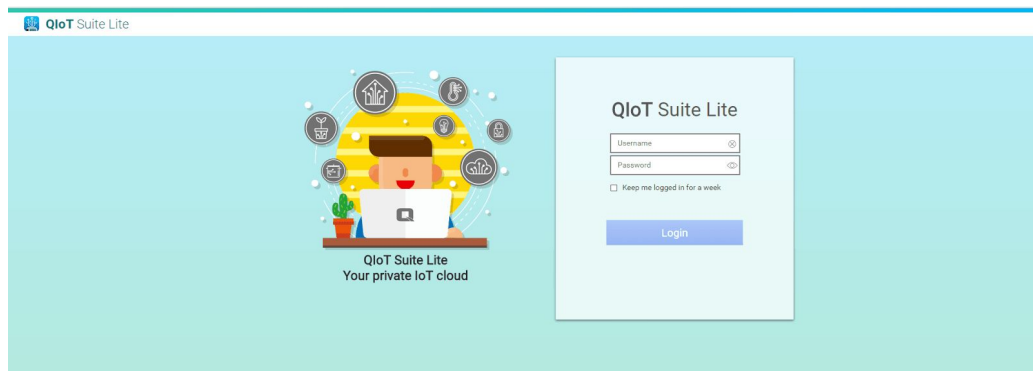 QIoT Suite Lite
QIoT Suite Lite
Username
Password
Keep me logged in for a week
Login
QIoT Suite Lite
Your private IoT cloud